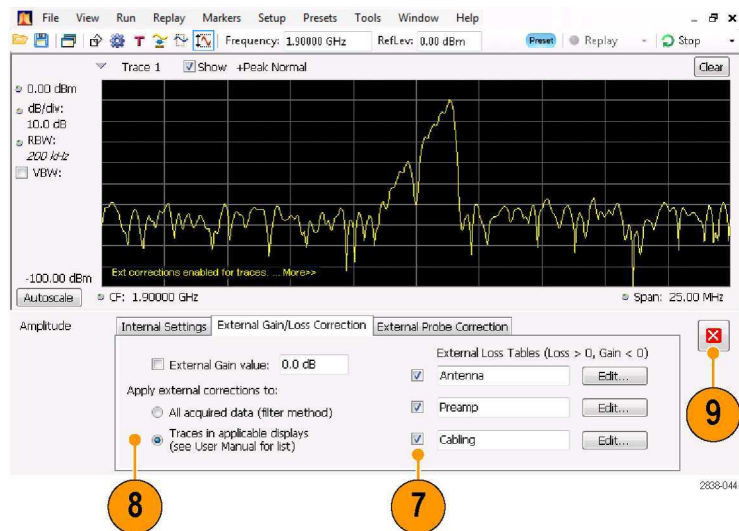 File View Run Replay Markers Setup Presets Tools Window Help
T Frequency: 1.90000 GHz RefLev: 0.00 dBm Preset Replay Stop
Trace 1 Show +Peak Normal Clear
0.00 dBm
dB/div:
10.0 dB
RBW:
200 kHz
VBW:
-100.00 dBm
Ext corrections enabled for traces. ... More>>
Autoscale CF: 1.90000 GHz Span: 25.00 MHz
Amplitude
Internal Settings External Gain/Loss Correction External Probe Correction
External Gain value: 0.0 dB
Apply external corrections to:
All acquired data (filter method)
Traces in applicable displays
(see User Manual for list)
External Loss Tables (Loss > 0, Gain < 0)
Antenna Edit...
Preamp Edit...
Cabling Edit...
9
8
7
2838-044